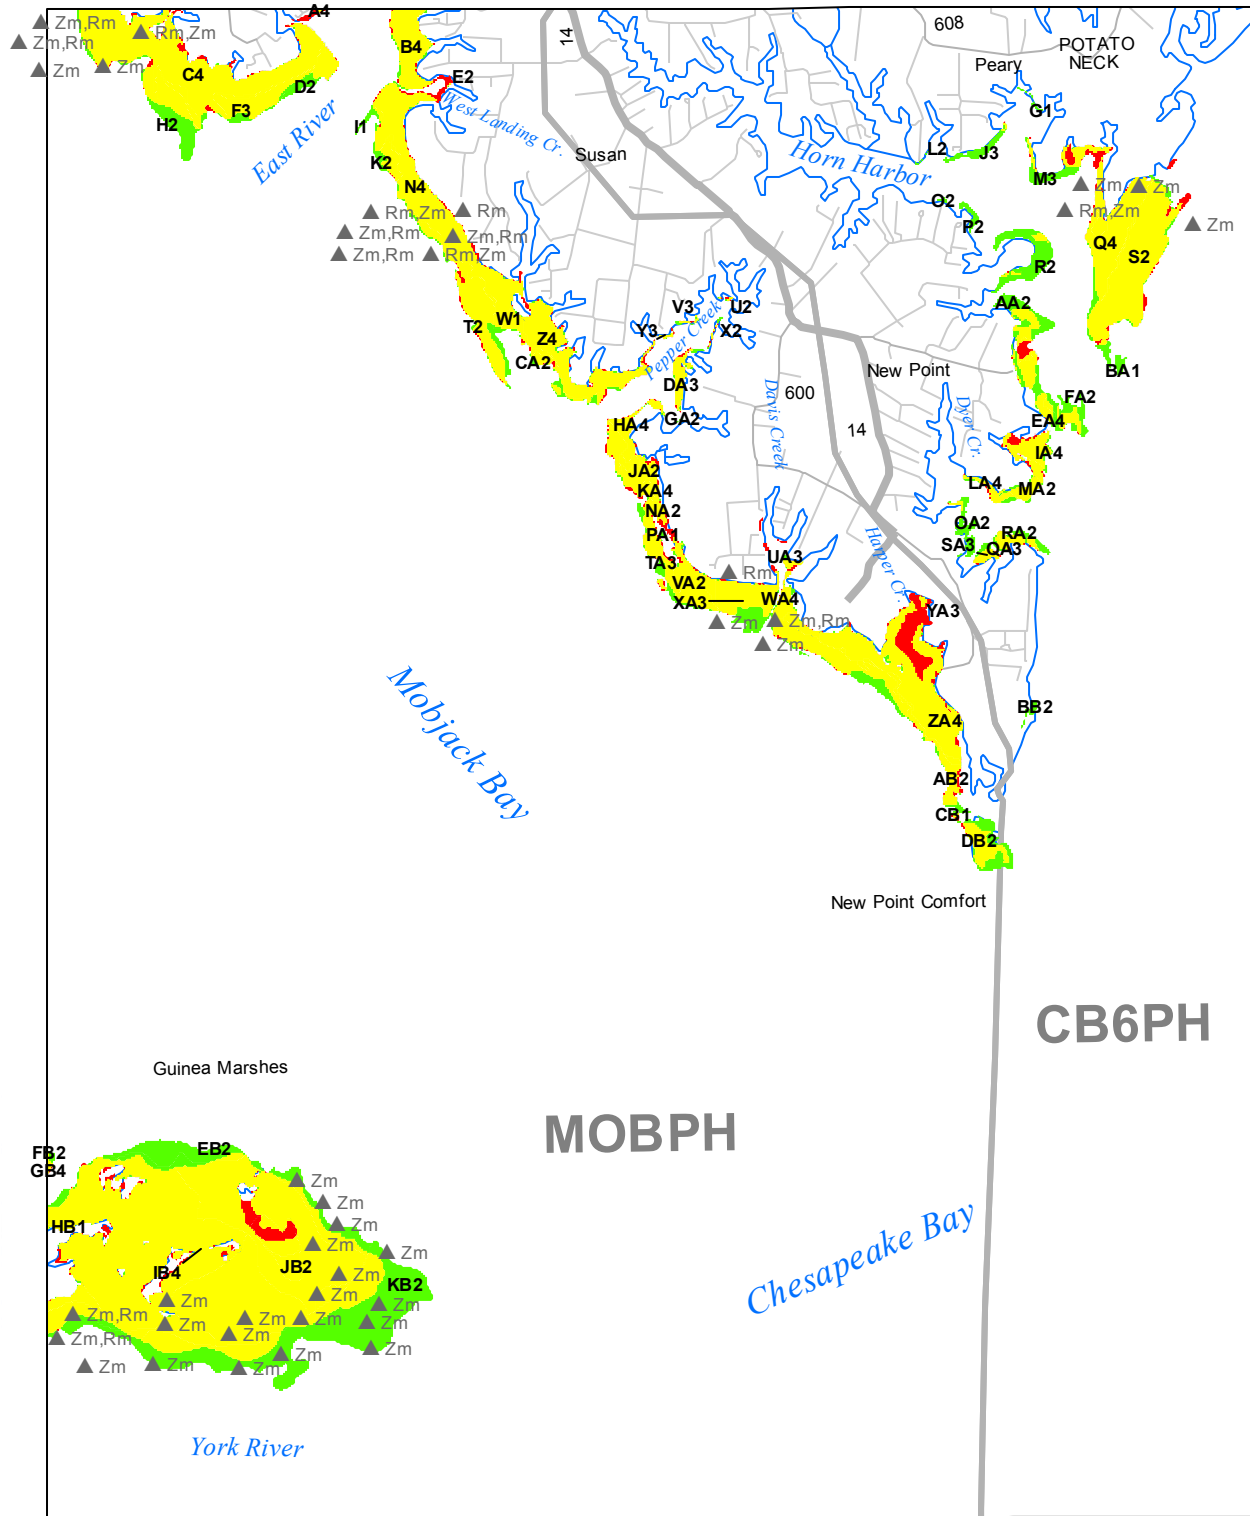 A4
Zm,Rm
Rm,Zm
Zm,Rm
Zm
Zm
C4
D2
F3
H2
East River
B4
E2
West Landing Cr.
I1
K2
N4
Susan
14
608
POTATO
NECK
Peary
G1
L2
J3
Horn Harbor
M3
Zm
Zm
Rm,Zm
Zm
O2
P2
Q4
S2
R2
AA2
Rm,Zm
Rm
Zm,Rm
Zm,Rm
Zm,Rm
Rm,Zm
T2
W1
Z4
CA2
V3
U2
Y3
X2
Pepper Creek
DA3
GA2
HA4
Davis Creek
600
14
New Point
Dyer Cr.
BA1
FA2
EA4
IA4
LA4
MA2
OA2
RA2
SA3
QA3
JA2
KA4
NA2
PA1
TA3
UA3
VA2
Rm
XA3
WA4
Zm
Zm,Rm
Zm
Harper Cr.
YA3
ZA4
BB2
AB2
CB1
DB2
Mobjack Bay
New Point Comfort
CB6PH
Guinea Marshes
MOBPH
FB2
GB4
EB2
HB1
IB4
JB2
KB2
Zm
Zm
Zm
Zm
Zm
Zm
Zm
Zm
Zm
Zm,Rm
Zm
Zm
Zm
Zm
Zm
Zm,Rm
Zm
Zm
Zm
Zm
Zm
Chesapeake Bay
York River